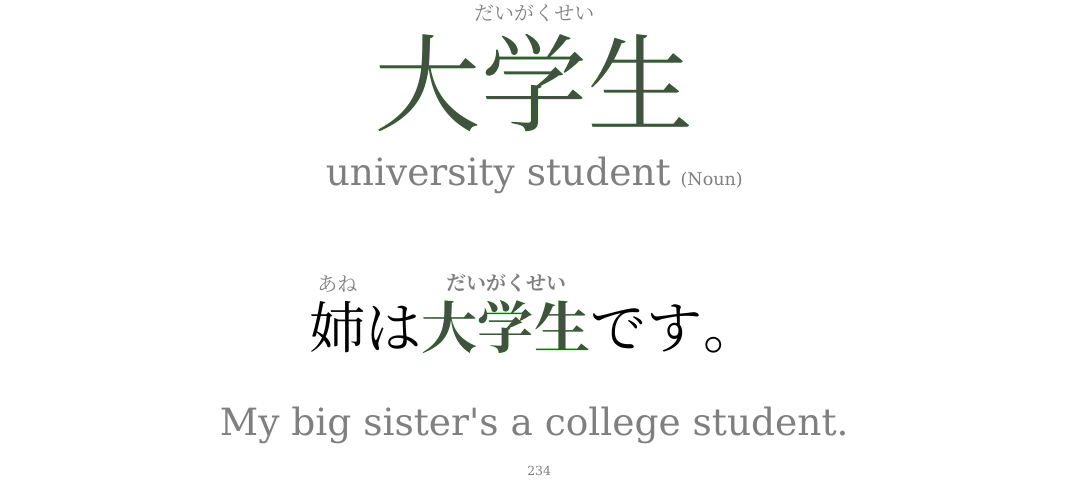 だいがくせい
大学生
university student (Noun)
あね だいがくせい
姉は大学生です。
My big sister's a college student.
234